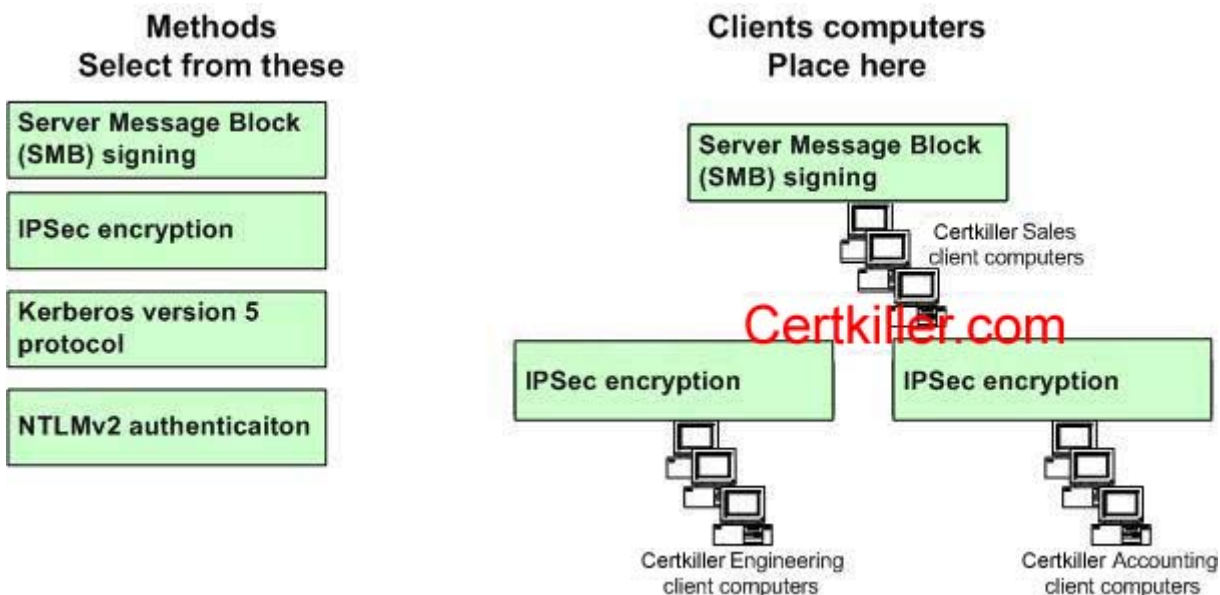 Methods
Select from these
Server Message Block
(SMB) signing
IPSec encryption
Kerberos version 5
protocol
NTLMv2 authenticaiton
Clients computers
Place here
Server Message Block
(SMB) signing
Certkiller Sales
client computers
Certkiller.com
IPSec encryption
IPSec encryption
Certkiller Engineering
client computers
Certkiller Accounting
client computers